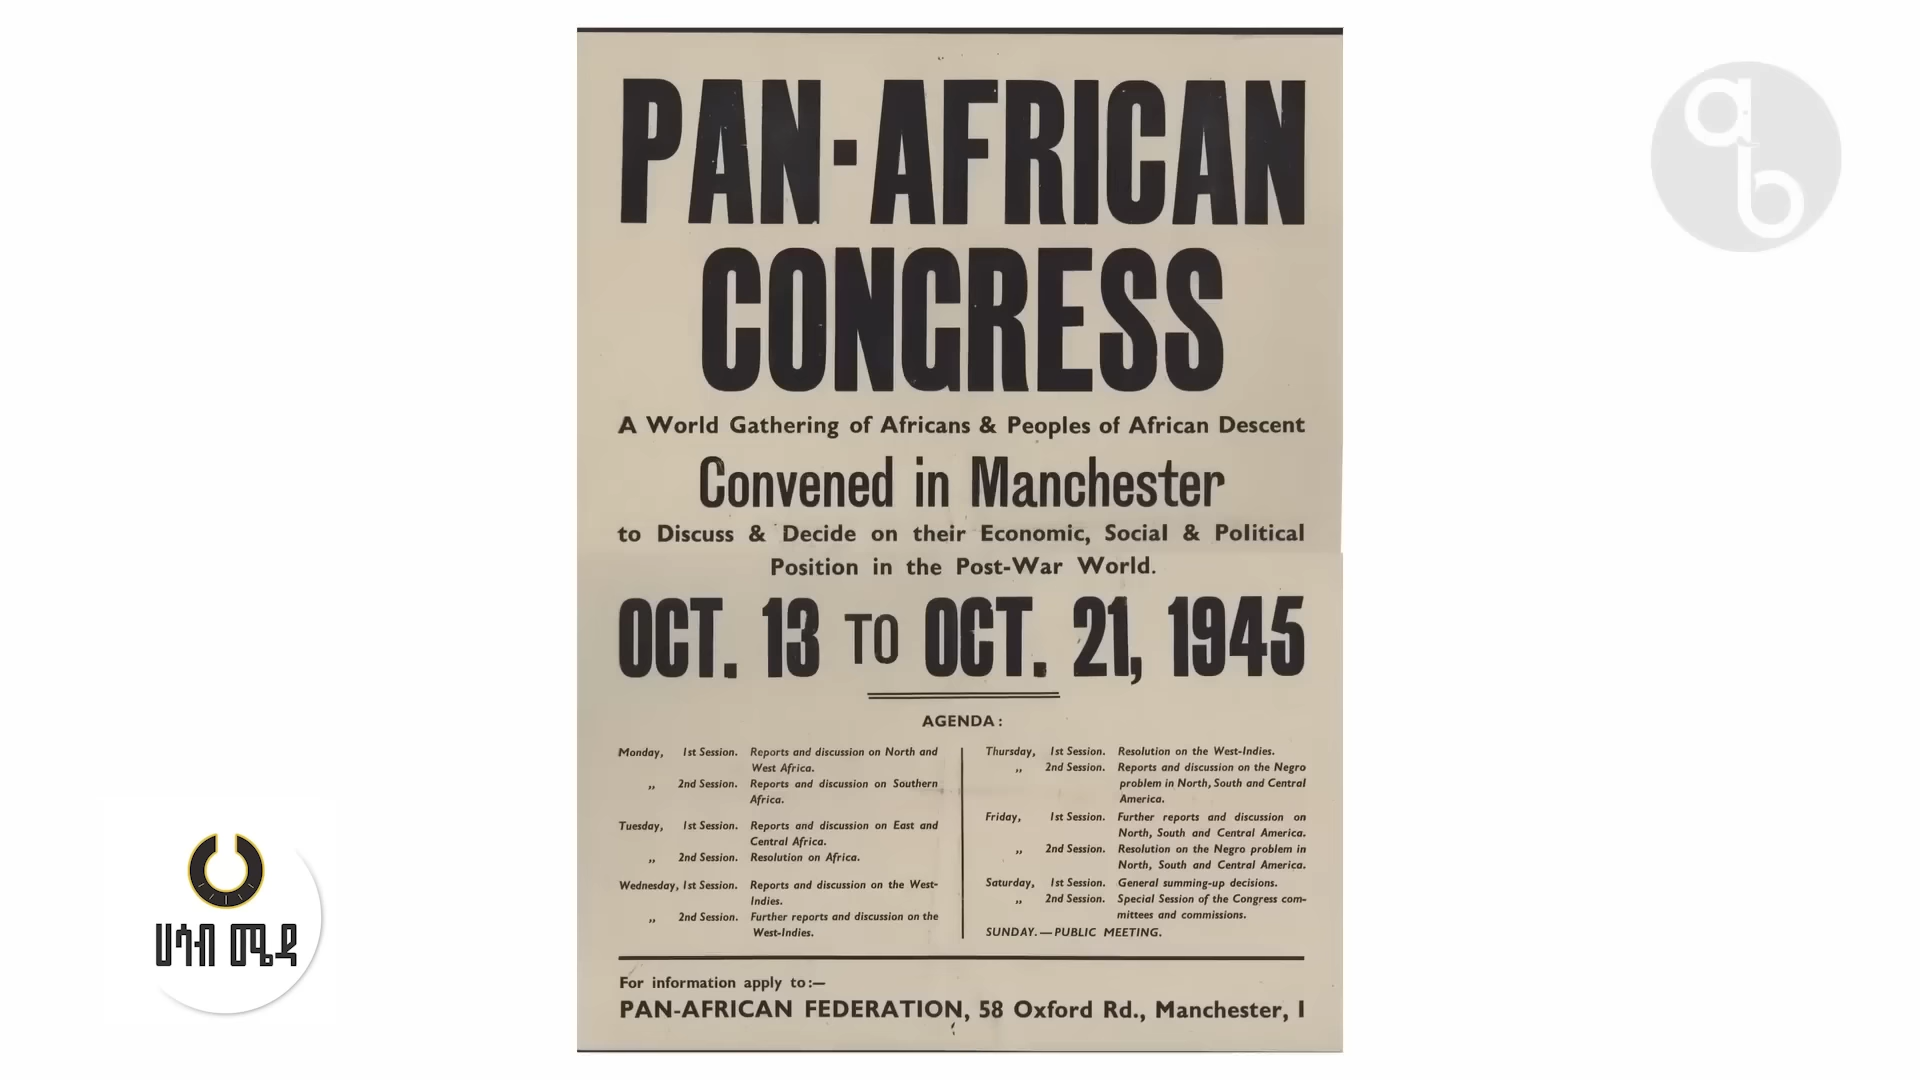 PAN-AFRICAN
CONGRESS
A World Gathering of Africans & Peoples of African Descent
Convened in Manchester
to Discuss & Decide on their Economic, Social & Political
Position in the Post-War World.
OCT. 13 TO OCT. 21, 1945
AGENDA:
Monday, 1st Session. Reports and discussion on North and
West Africa.
„ 2nd Session. Reports and discussion on Southern
Africa.
Tuesday, 1st Session. Reports and discussion on East and
Central Africa.
„ 2nd Session. Resolution on Africa.
Wednesday, 1st Session. Reports and discussion on the West-
Indies.
„ 2nd Session. Further reports and discussion on the
West-Indies.
Thursday, 1st Session. Resolution on the West-Indies.
„ 2nd Session. Reports and discussion on the Negro
problem in North, South and Central
America.
Friday, 1st Session. Further reports and discussion on
North, South and Central America.
„ 2nd Session. Resolution on the Negro problem in
North, South and Central America.
Saturday, 1st Session. General summing-up decisions.
„ 2nd Session. Special Session of the Congress com-
mittees and commissions.
SUNDAY.—PUBLIC MEETING.
For information apply to:—
PAN-AFRICAN FEDERATION, 58 Oxford Rd., Manchester, 1
ab
ሀሳብ ሜዳ